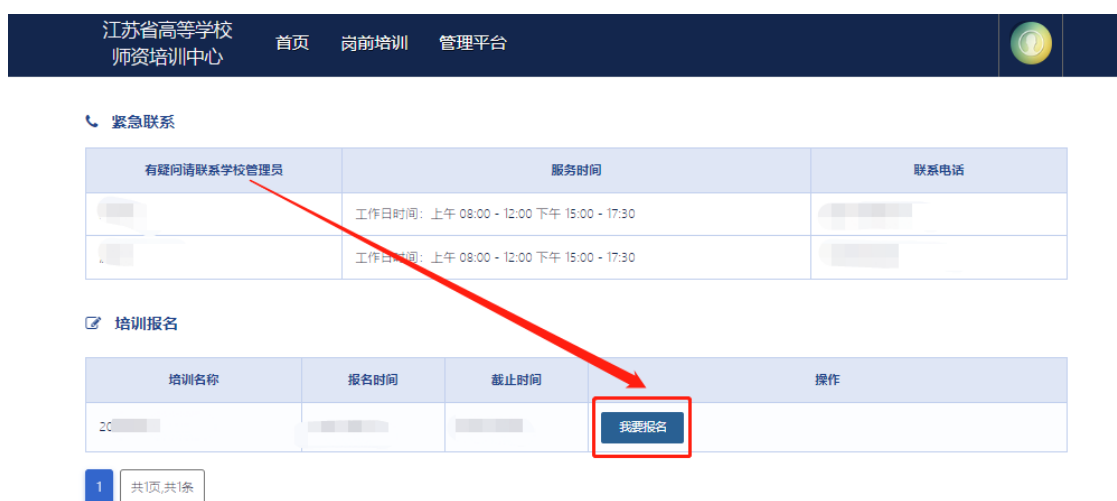 江苏省高等学校
师资培训中心
首页 岗前培训 管理平台
紧急联系
有疑问请联系学校管理员 服务时间 联系电话
工作日时间：上午 08:00 - 12:00 下午 15:00 - 17:30
工作日时间：上午 08:00 - 12:00 下午 15:00 - 17:30
培训报名
培训名称 报名时间 截止时间 操作
20 我要报名
1 共1页,共1条